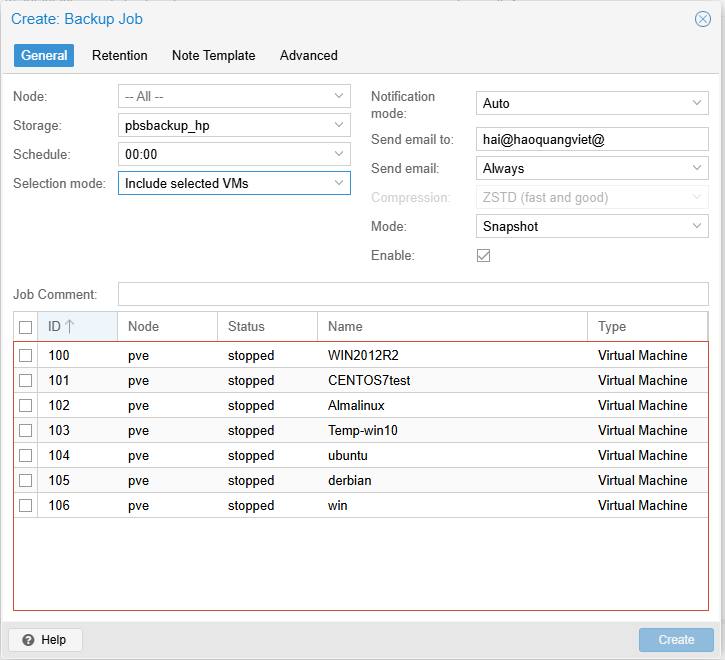 Create: Backup Job
General Retention Note Template Advanced
Node: -- All --
Storage: pbsbackup_hp
Schedule: 00:00
Selection mode: Include selected VMs
Notification
mode: Auto
Send email to: hai@haoquangviet@
Send email: Always
Compression: ZSTD (fast and good)
Mode: Snapshot
Enable:
Job Comment:
ID Node Status Name Type
100 pve stopped WIN2012R2 Virtual Machine
101 pve stopped CENTOS7test Virtual Machine
102 pve stopped Almalinux Virtual Machine
103 pve stopped Temp-win10 Virtual Machine
104 pve stopped ubuntu Virtual Machine
105 pve stopped derbian Virtual Machine
106 pve stopped win Virtual Machine
Help Create